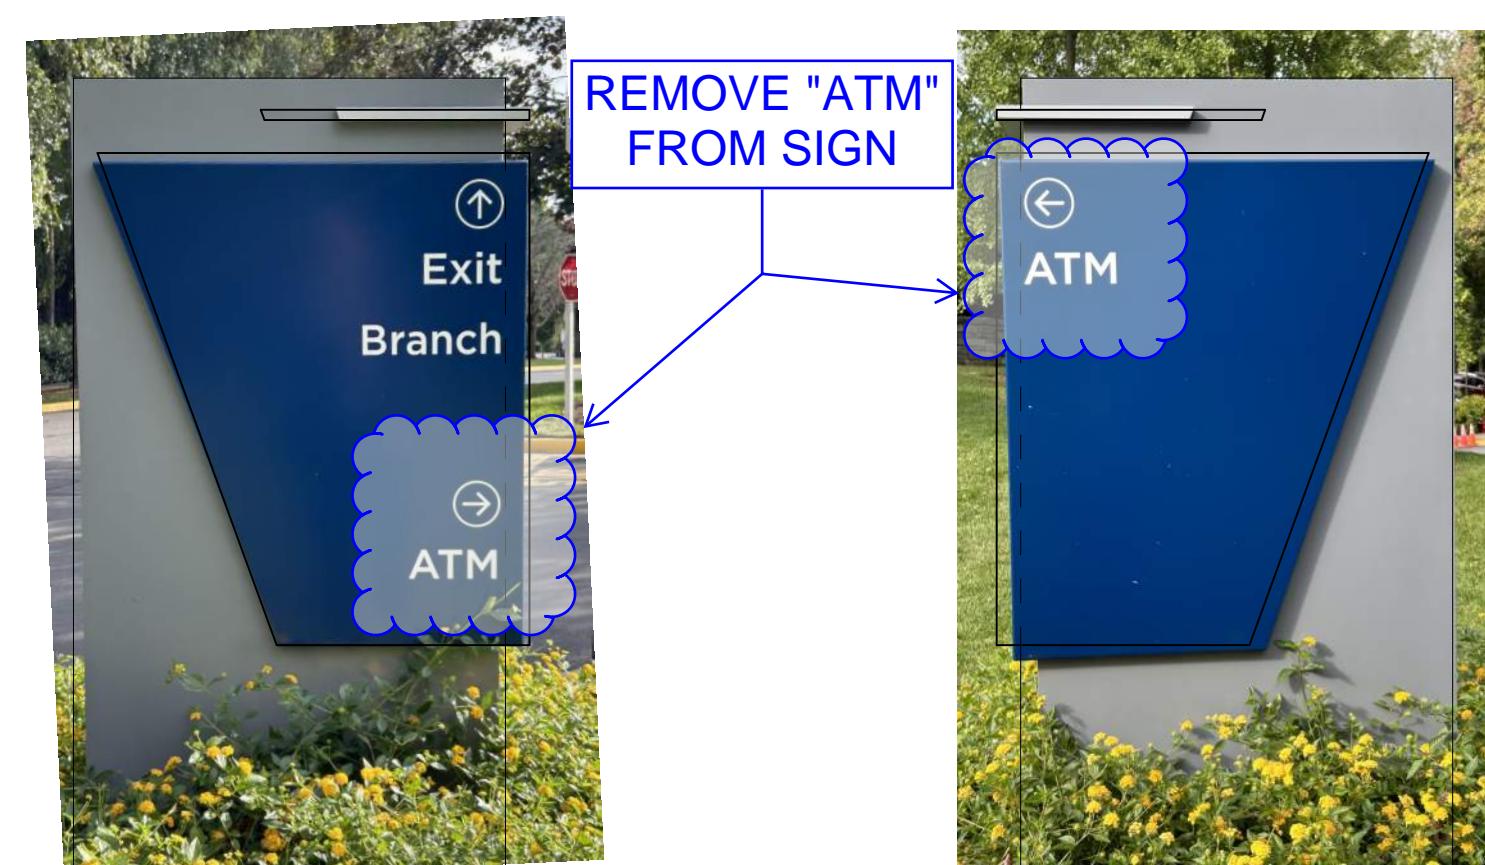 REMOVE "ATM"
FROM SIGN
↑
Exit
Branch
→
ATM
←
ATM